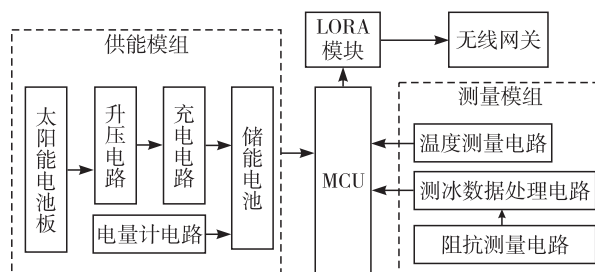 供能模组
太阳能电池板
升压电路
充电电路
储能电池
电量计电路
LORA
模块
无线网关
MCU
测量模组
温度测量电路
测冰数据处理电路
阻抗测量电路